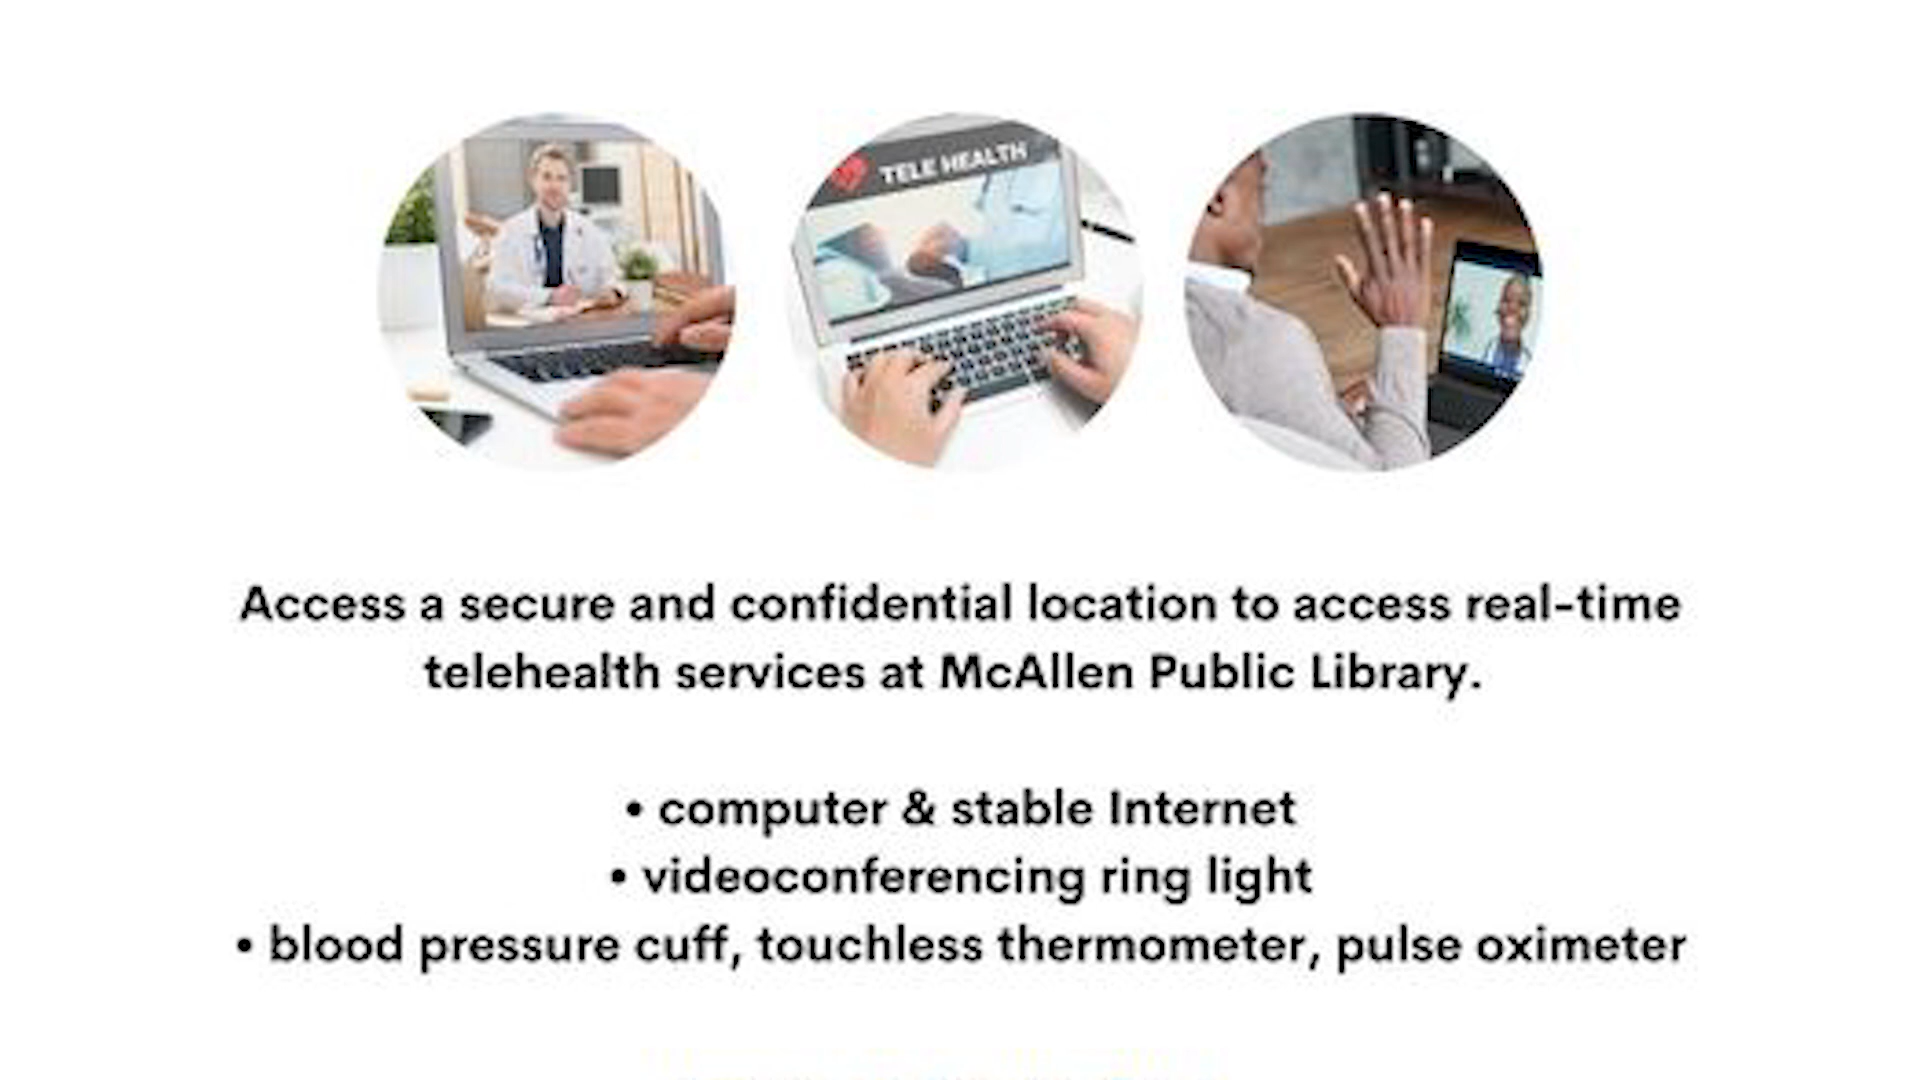 TELE HEALTH
Access a secure and confidential location to access real-time
telehealth services at McAllen Public Library.
• computer & stable Internet
• videoconferencing ring light
• blood pressure cuff, touchless thermometer, pulse oximeter